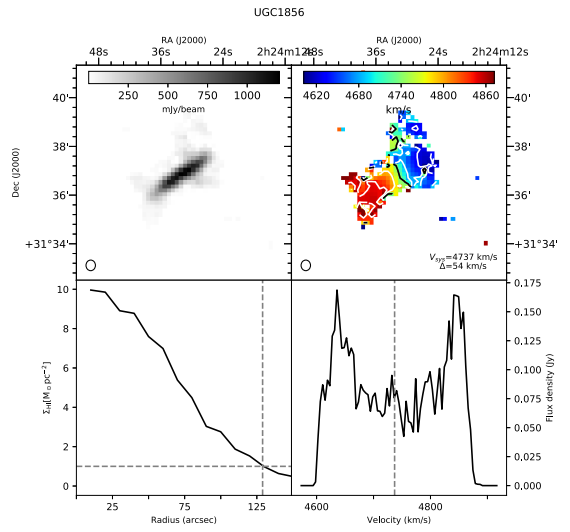 UGC1856
RA (J2000) RA (J2000)
48s 36s 24s 2h24m12s 48s 36s 24s 2h24m12s
250 500 750 1000
mJy/beam
4620 4680 4740 4800 4860
km/s
40' 40'
38' 38'
36' 36'
+31°34' +31°34'
Dec (J2000)
V_sys=4737 km/s
Δ=54 km/s
10
8
6
4
2
0
Σ_HI[M_⊙pc⁻²]
25 75 125
Radius (arcsec)
0.175
0.150
0.125
0.100
0.075
0.050
0.025
0.000
Flux density (Jy)
4600 4800
Velocity (km/s)